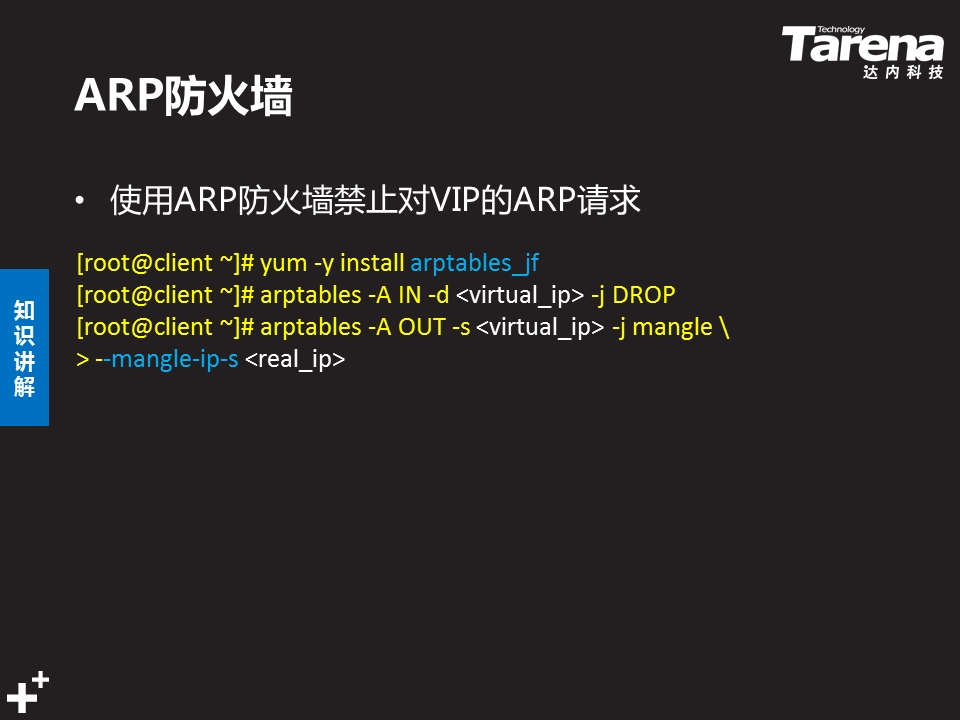 Technology
Tarena
达内科技
ARP防火墙
• 使用ARP防火墙禁止对VIP的ARP请求
[root@client ~]# yum -y install arptables_jf
[root@client ~]# arptables -A IN -d <virtual_ip> -j DROP
[root@client ~]# arptables -A OUT -s <virtual_ip> -j mangle \
> --mangle-ip-s <real_ip>
知识讲解